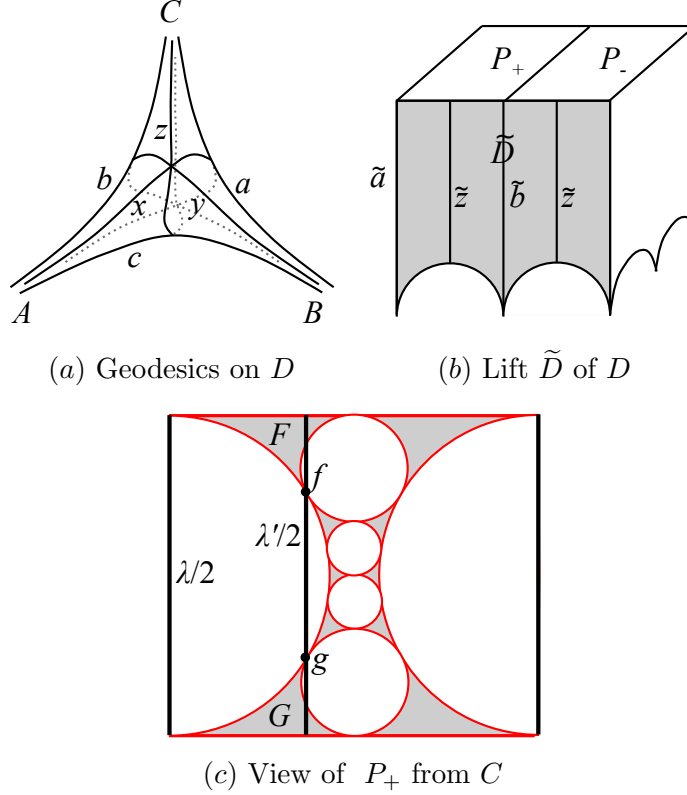 C
z
b
a
x
y
c
A
B
(a) Geodesics on D
P₊
P₋
D̃
ã
z̃
b̃
z̃
(b) Lift D̃ of D
F
f
λ'/2
λ/2
g
G
(c) View of P₊ from C